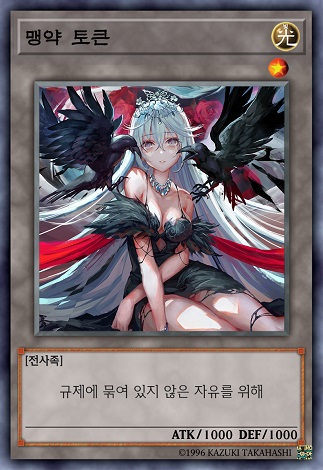 맹약 토큰
빛
光
[전사족]
규제에 묶여 있지 않은 자유를 위해
ATK/1000 DEF/1000
©1996 KAZUKI TAKAHASHI